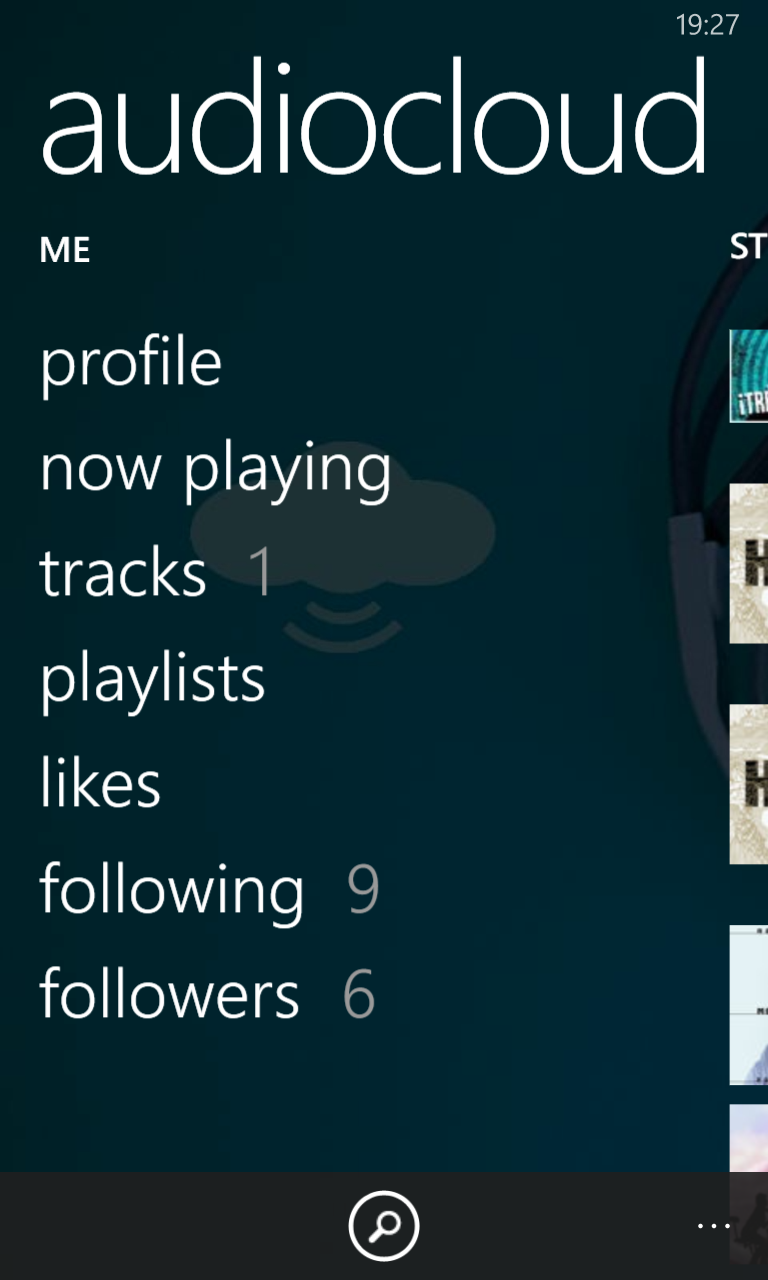 19:27
audiocloud
ME
ST
profile
now playing
tracks 1
playlists
likes
following 9
followers 6